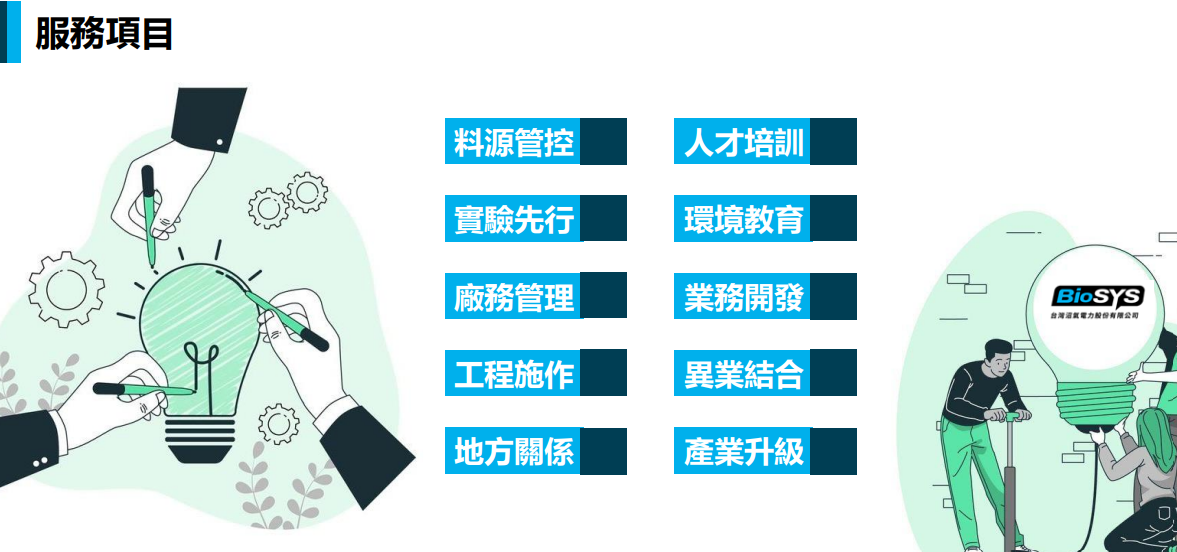 服務項目
料源管控
人才培訓
實驗先行
環境教育
廠務管理
業務開發
工程施作
異業結合
地方關係
產業升級
BioSYS
台灣沼氣電力股份有限公司